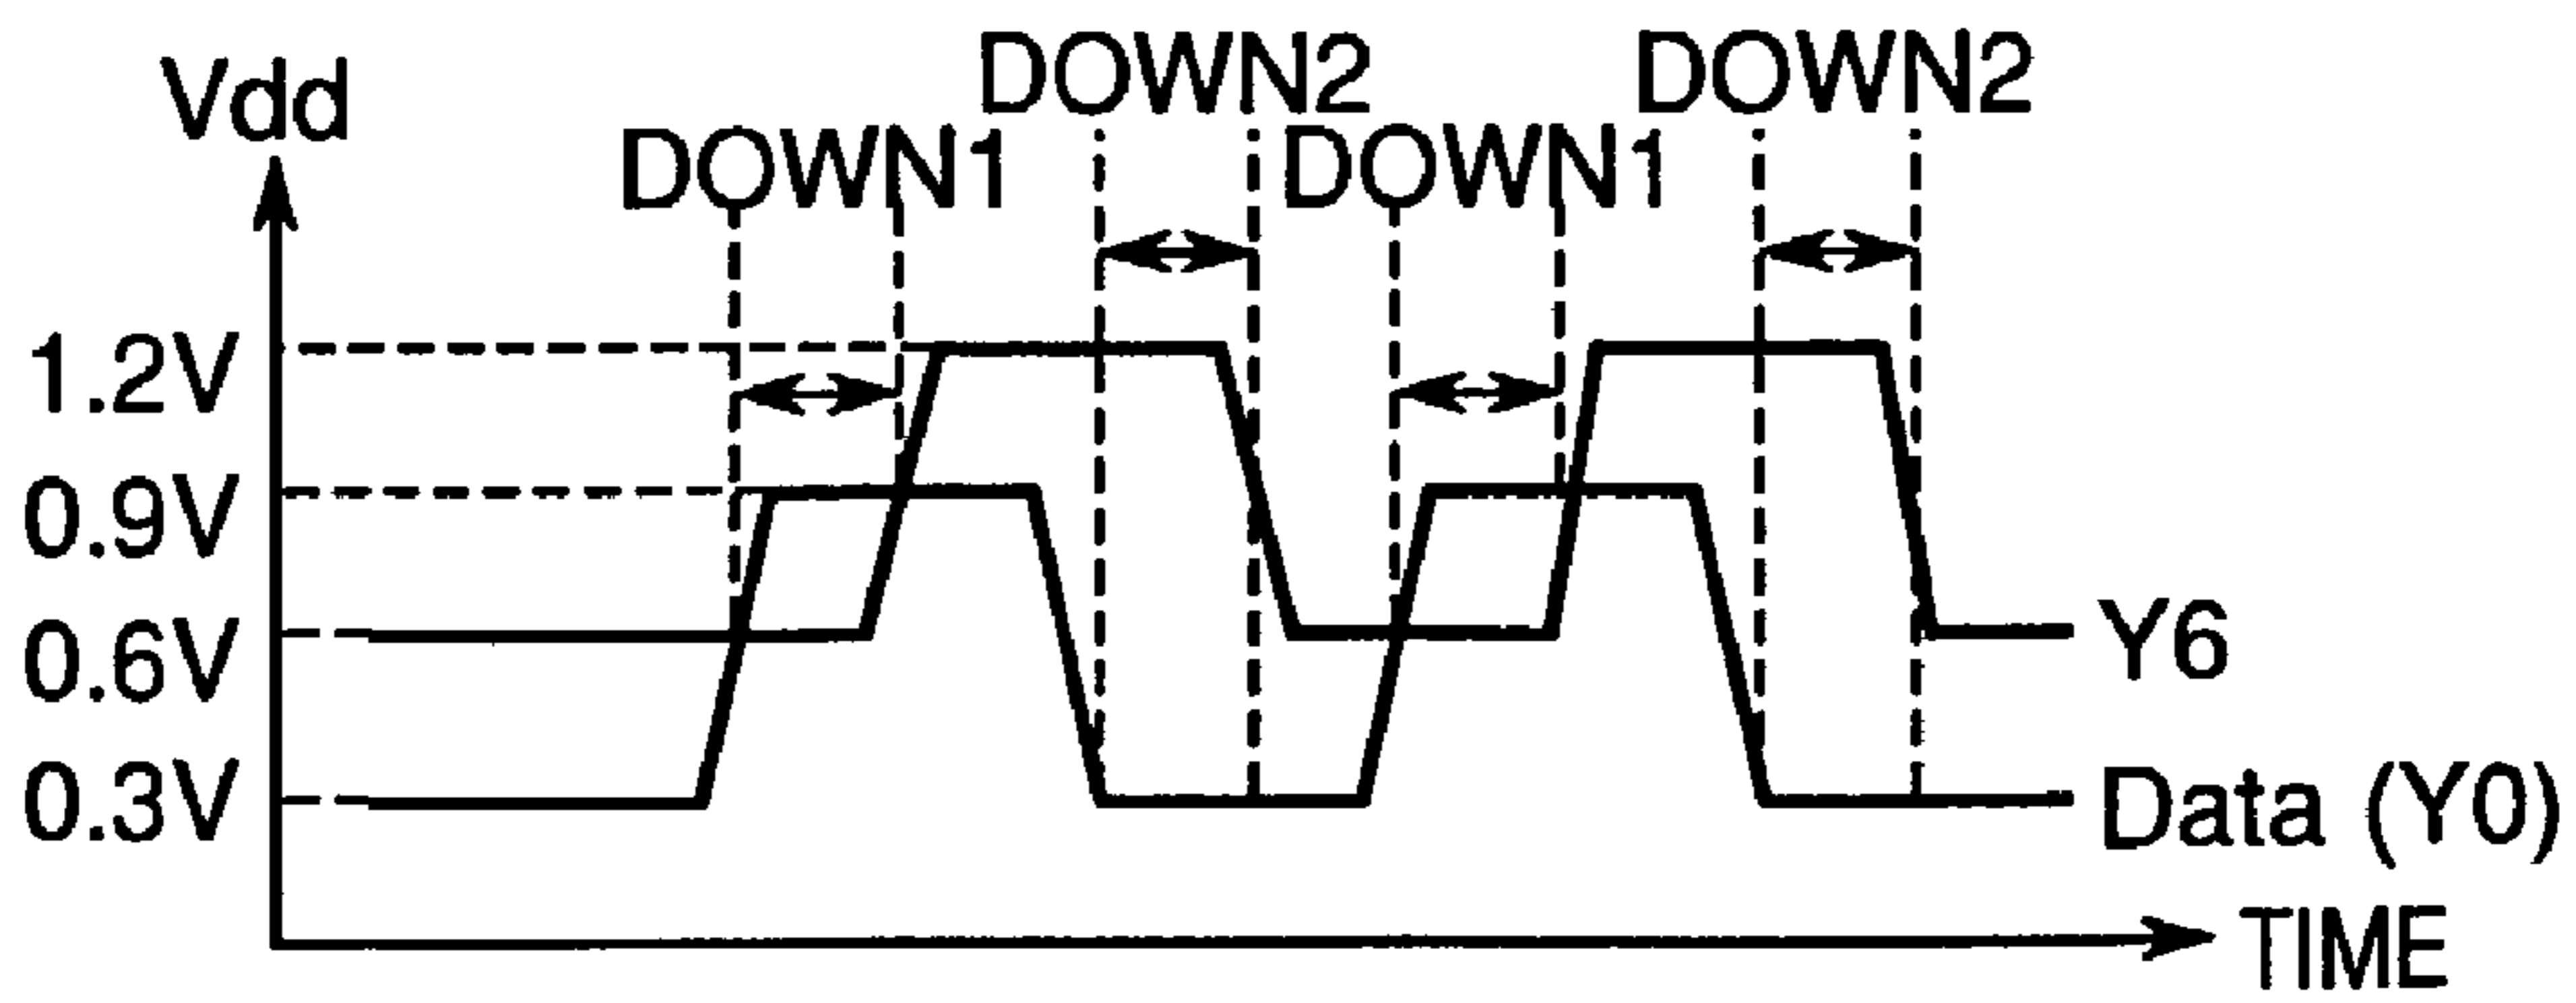 DOWN2 DOWN2
Vdd
DOWN1 DOWN1
1.2V
0.9V
0.6V
Y6
0.3V
Data (Y0)
TIME